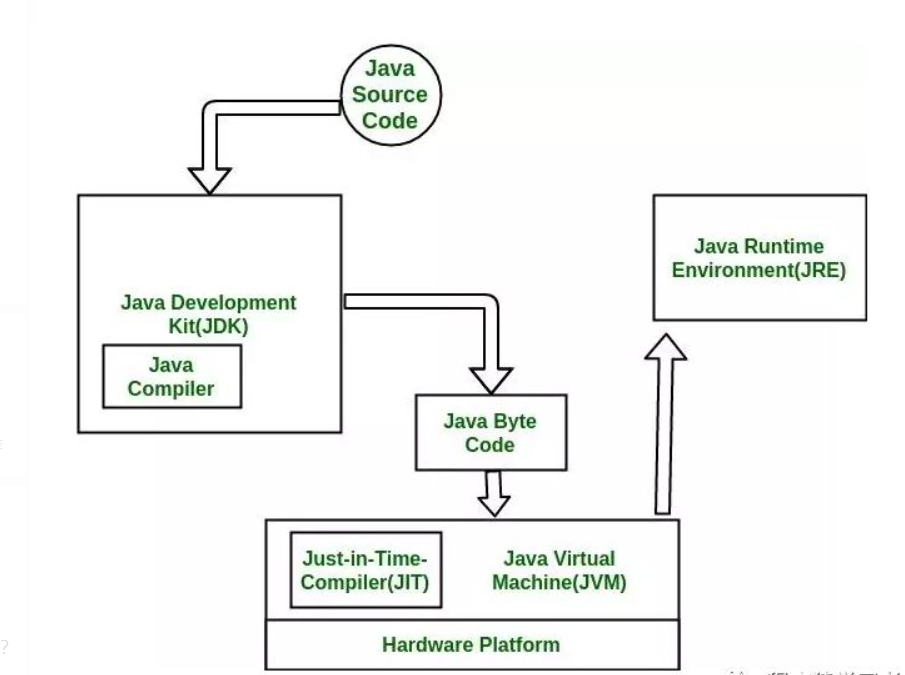 Java
Source
Code
Java Development
Kit(JDK)
Java
Compiler
Java Runtime
Environment(JRE)
Java Byte
Code
Just-in-Time-
Compiler(JIT)
Java Virtual
Machine(JVM)
Hardware Platform
?